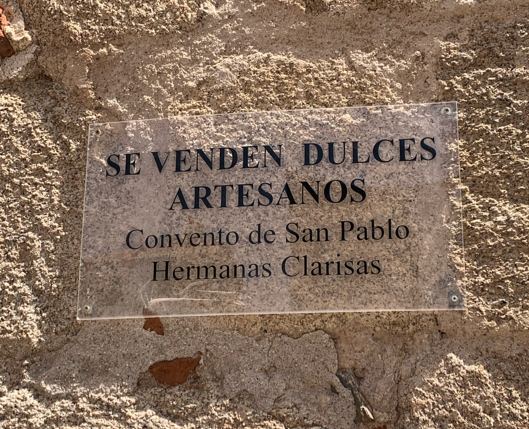 SE VENDEN DULCES
ARTESANOS
Convento de San Pablo
Hermanas Clarisas